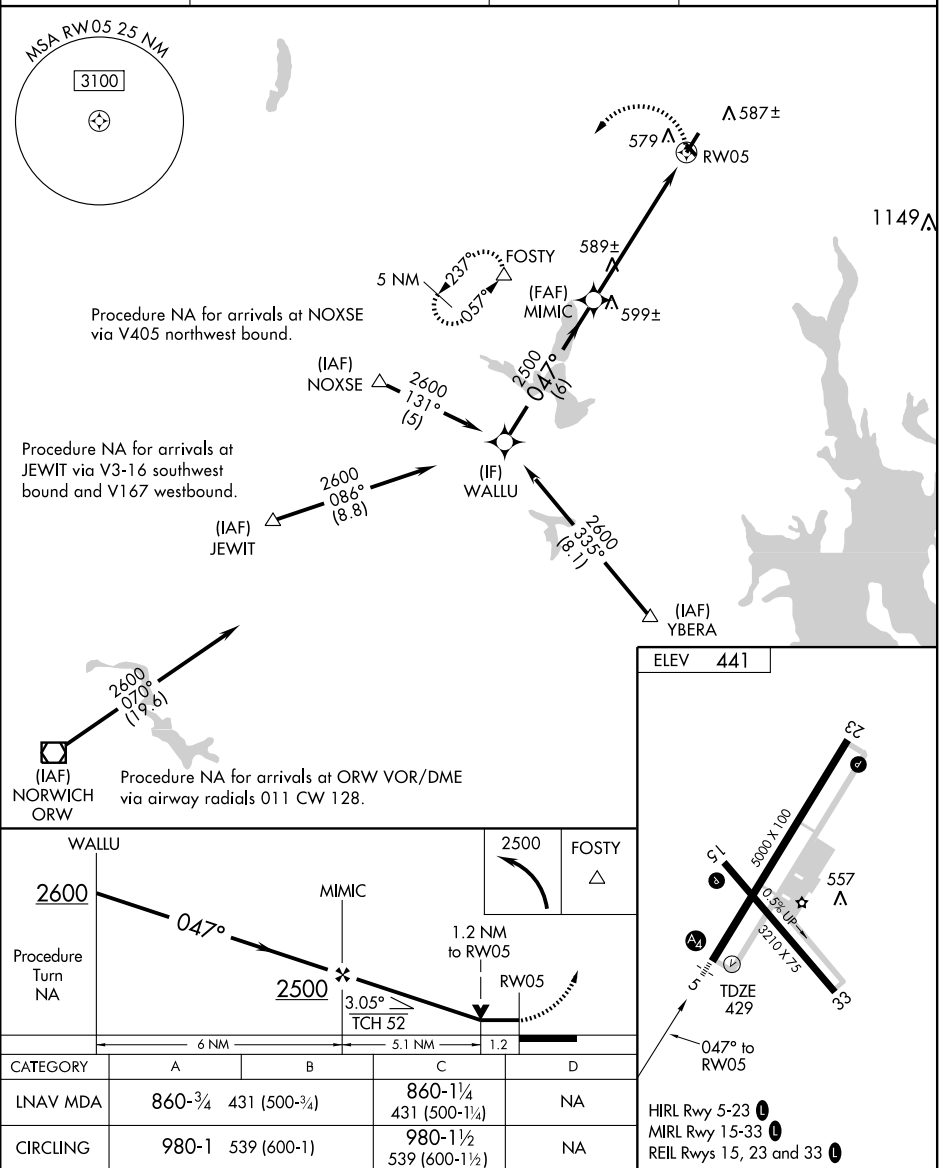 MSA RW05 25 NM
3100
587±
579
RW05
1149
589±
FOSTY
5 NM
237°
057°
(FAF)
MIMIC
599±
Procedure NA for arrivals at NOXSE
via V405 northwest bound.
2500
047°
(6)
(IAF)
NOXSE
2600
131°
(5)
Procedure NA for arrivals at
JEWIT via V3-16 southwest
bound and V167 westbound.
(IF)
WALLU
2600
086°
(8.8)
(IAF)
JEWIT
2600
335°
(8.1)
(IAF)
YBERA
2600
070°
(19.6)
(IAF)
NORWICH
ORW
Procedure NA for arrivals at ORW VOR/DME
via airway radials 011 CW 128.
ELEV 441
23
P
5000 X 100
15
P
557
0.5% UP
3210 X 75
A4
V
5
33
TDZE
429
047° to
RW05
HIRL Rwy 5-23 L
MIRL Rwy 15-33 L
REIL Rwys 15, 23 and 33 L
WALLU
2500
FOSTY
2600
MIMIC
047°
1.2 NM
to RW05
RW05
Procedure
Turn
NA
2500
3.05°
TCH 52
6 NM
5.1 NM
1.2
CATEGORY A B C D
LNAV MDA 860-¾ 431 (500-¾) 860-1¼ 431 (500-1¼) NA
CIRCLING 980-1 539 (600-1) 980-1½ 539 (600-1½) NA